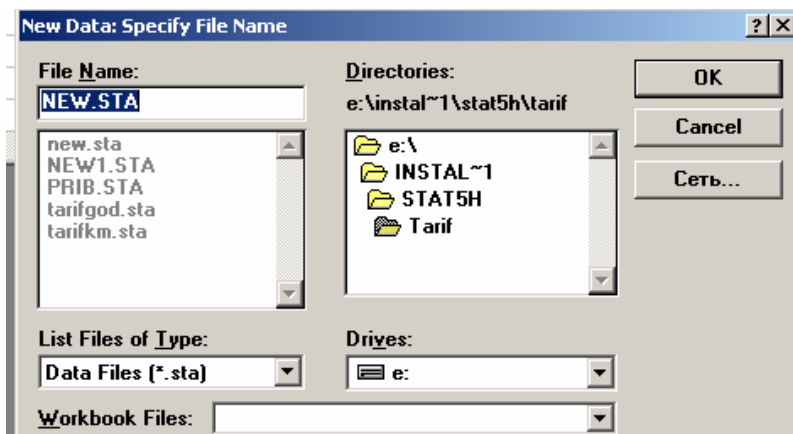 New Data: Specify File Name
File Name:
NEW.STA
new.sta
NEW1.STA
PRIB.STA
tarifgod.sta
tarifkm.sta
Directories:
e:\instal~1\stat5h\tarif
e:\
INSTAL~1
STAT5H
Tarif
OK
Cancel
Сеть...
List Files of Type:
Data Files (*.sta)
Drives:
e:
Workbook Files: